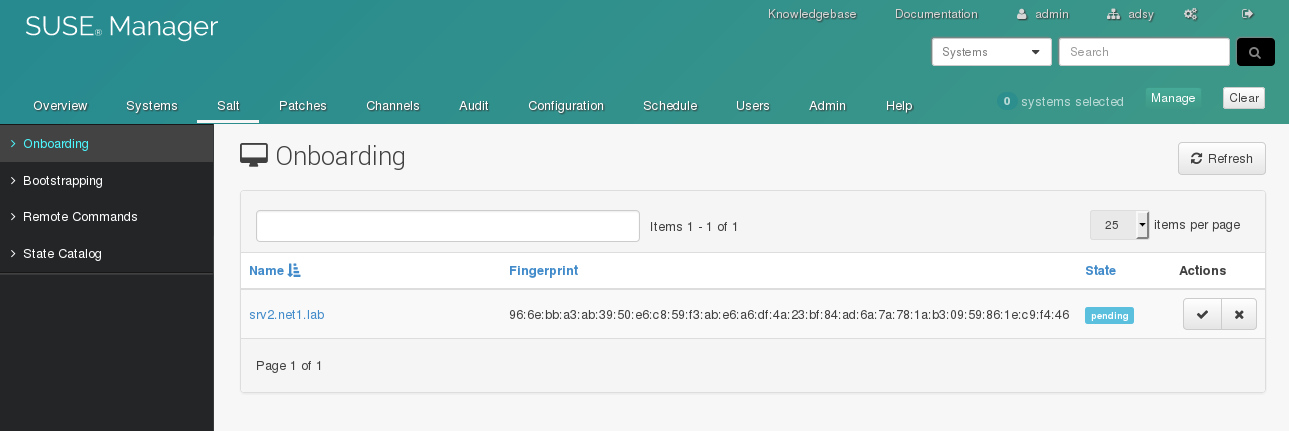 SUSE® Manager
Knowledgebase Documentation admin adsy
Systems Search
Overview Systems Salt Patches Channels Audit Configuration Schedule Users Admin Help 0 systems selected Manage Clear
Onboarding
Bootstrapping
Remote Commands
State Catalog
Onboarding Refresh
Items 1 - 1 of 1 25 items per page
Name Fingerprint State Actions
srv2.net1.lab 96:6e:bb:a3:ab:39:50:e6:c8:59:f3:ab:e6:a6:df:4a:23:bf:84:ad:6a:7a:78:1a:b3:09:59:86:1e:c9:f4:46 pending
Page 1 of 1